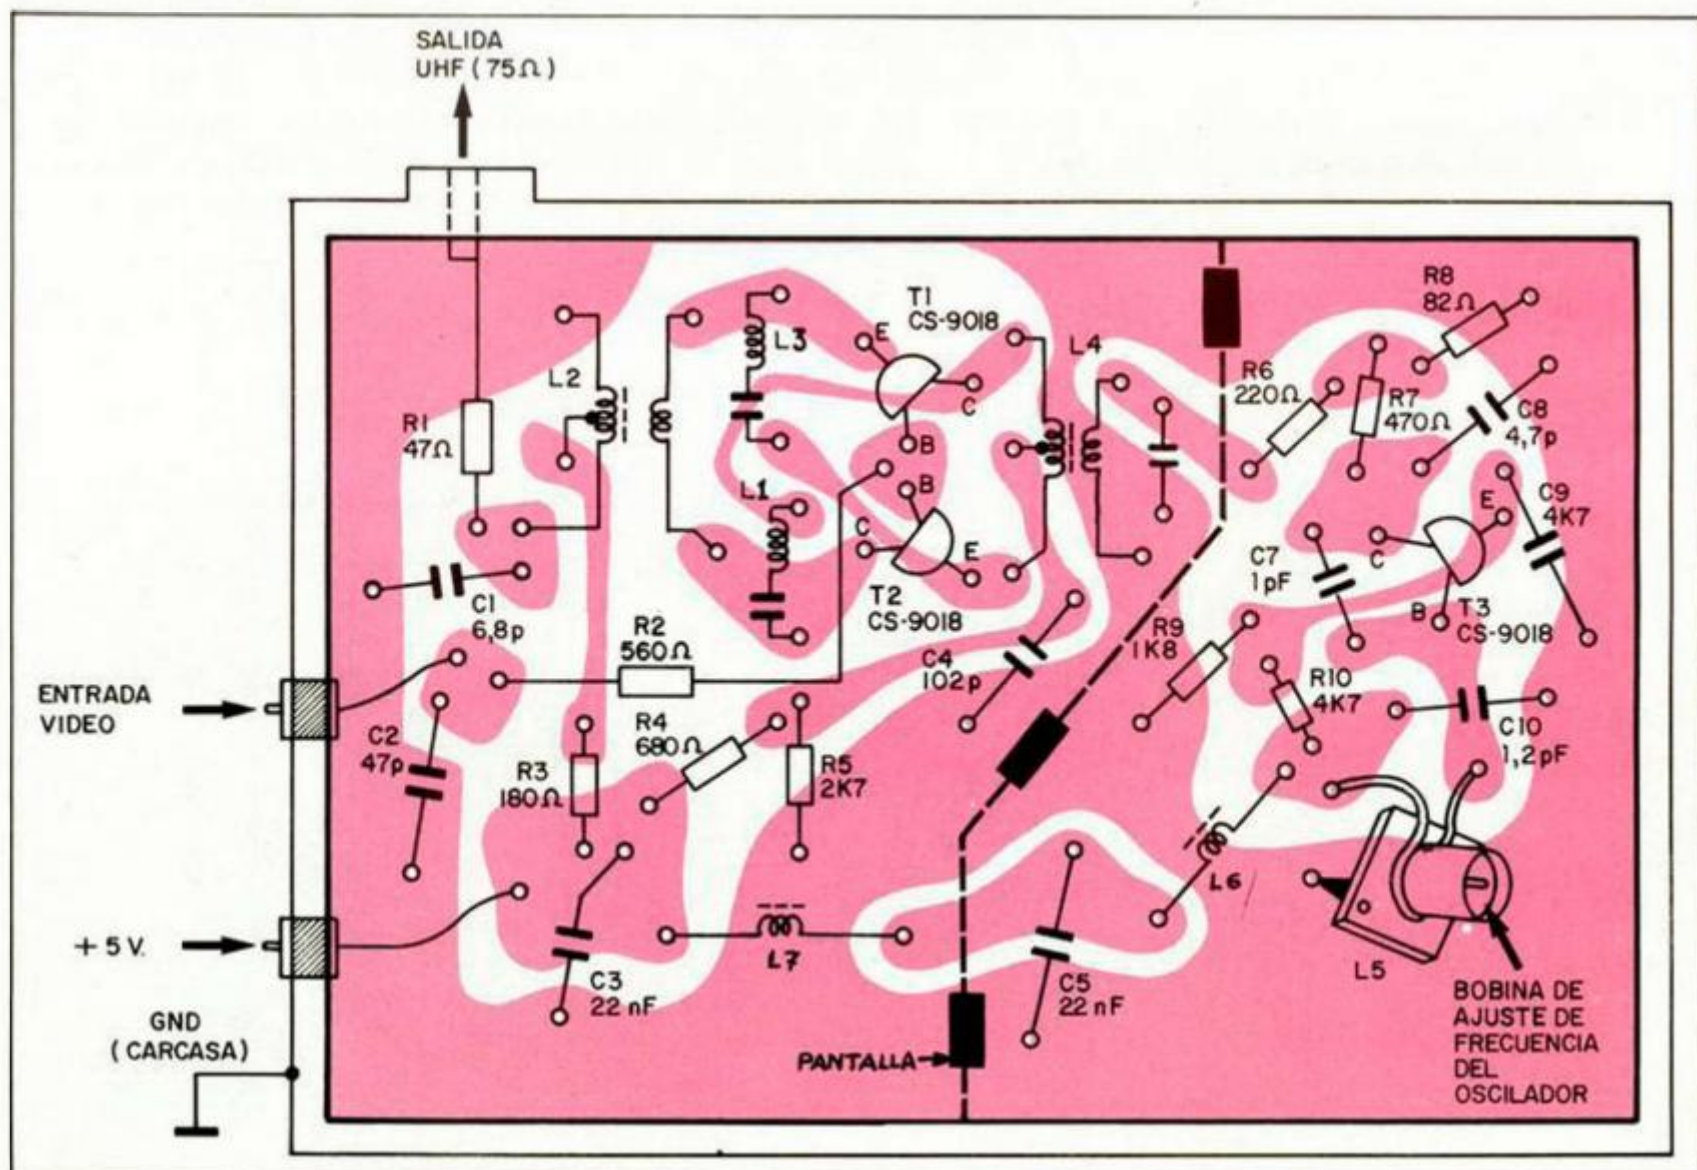 SALIDA
UHF (75Ω)
R8
82Ω
T1
CS-9018
E
C
B
L3
L4
L2
R6
220Ω
R7
470Ω
C8
4,7p
R1
47Ω
L1
B
C
E
E
C9
4K7
C
B
C7
1pF
T3
CS-9018
C1
6,8p
T2
CS-9018
R2
560Ω
R9
1K8
C4
102p
R10
4K7
ENTRADA
VIDEO
C2
47p
R4
680Ω
R3
180Ω
R5
2K7
C10
1,2pF
L6
+ 5 V.
L7
C3
22 nF
C5
22 nF
L5
GND
(CARCASA)
PANTALLA
BOBINA DE
AJUSTE DE
FRECUENCIA
DEL
OSCILADOR